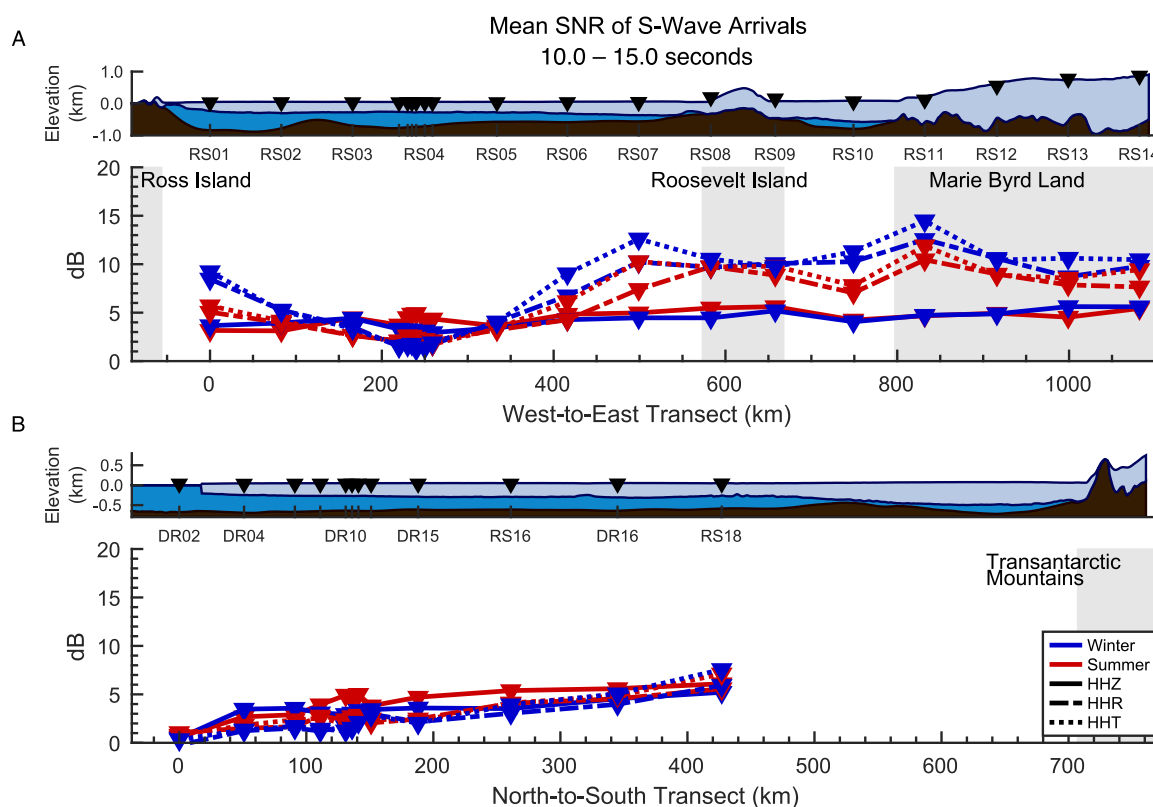 A
Mean SNR of S-Wave Arrivals
10.0 – 15.0 seconds
Elevation
(km)
1.0
0.0
-1.0
RS01 RS02 RS03 RS04 RS05 RS06 RS07 RS08 RS09 RS10 RS11 RS12 RS13 RS14
Ross Island Roosevelt Island Marie Byrd Land
dB
20
15
10
5
0
0 200 400 600 800 1000
West-to-East Transect (km)
B
Elevation
(km)
0.5
0.0
-0.5
DR02 DR04 DR10 DR15 RS16 DR16 RS18
Transantarctic
Mountains
dB
20
15
10
5
0
Winter
Summer
HHZ
HHR
HHT
0 100 200 300 400 500 600 700
North-to-South Transect (km)